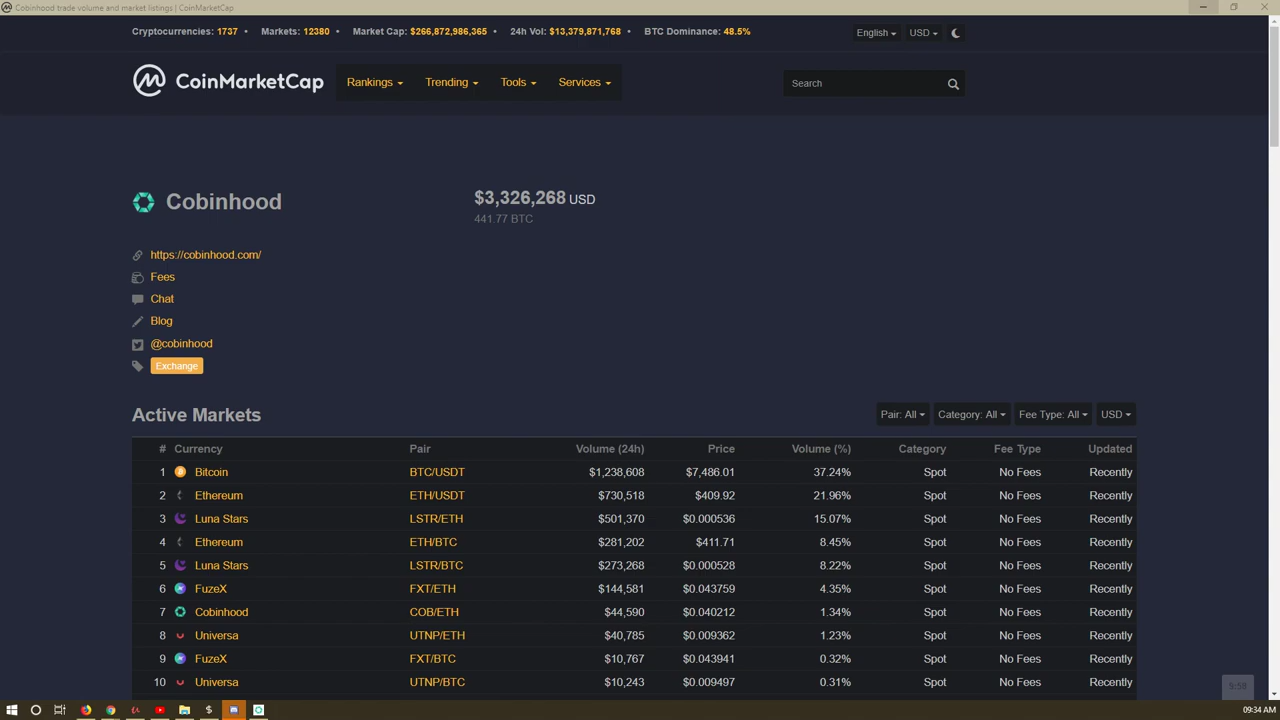 Cobinhood trade volume and market listings | CoinMarketCap
Cryptocurrencies: 1737 • Markets: 12380 • Market Cap: $266,872,986,365 • 24h Vol: $13,379,871,768 • BTC Dominance: 48.5% English USD
CoinMarketCap Rankings Trending Tools Services Search
Cobinhood $3,326,268 USD
441.77 BTC
https://cobinhood.com/
Fees
Chat
Blog
@cobinhood
Exchange
Active Markets Pair: All Category: All Fee Type: All USD
# Currency Pair Volume (24h) Price Volume (%) Category Fee Type Updated
1 Bitcoin BTC/USDT $1,238,608 $7,486.01 37.24% Spot No Fees Recently
2 Ethereum ETH/USDT $730,518 $409.92 21.96% Spot No Fees Recently
3 Luna Stars LSTR/ETH $501,370 $0.000536 15.07% Spot No Fees Recently
4 Ethereum ETH/BTC $281,202 $411.71 8.45% Spot No Fees Recently
5 Luna Stars LSTR/BTC $273,268 $0.000528 8.22% Spot No Fees Recently
6 FuzeX FXT/ETH $144,581 $0.043759 4.35% Spot No Fees Recently
7 Cobinhood COB/ETH $44,590 $0.040212 1.34% Spot No Fees Recently
8 Universa UTNP/ETH $40,785 $0.009362 1.23% Spot No Fees Recently
9 FuzeX FXT/BTC $10,767 $0.043941 0.32% Spot No Fees Recently
10 Universa UTNP/BTC $10,243 $0.009497 0.31% Spot No Fees Recently
9:58
09:34 AM